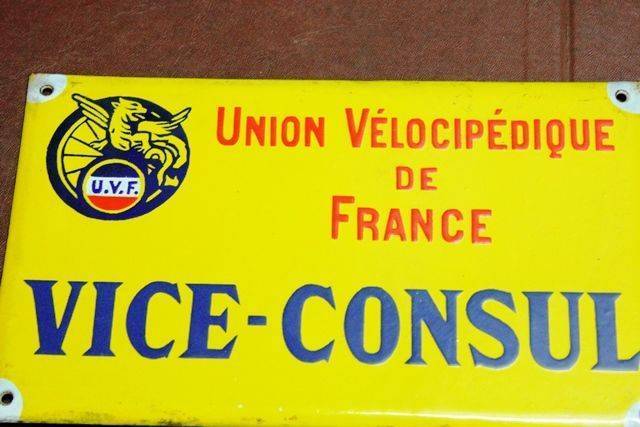 U.V.F.
UNION VÉLOCIPÉDIQUE
DE
FRANCE
VICE-CONSUL